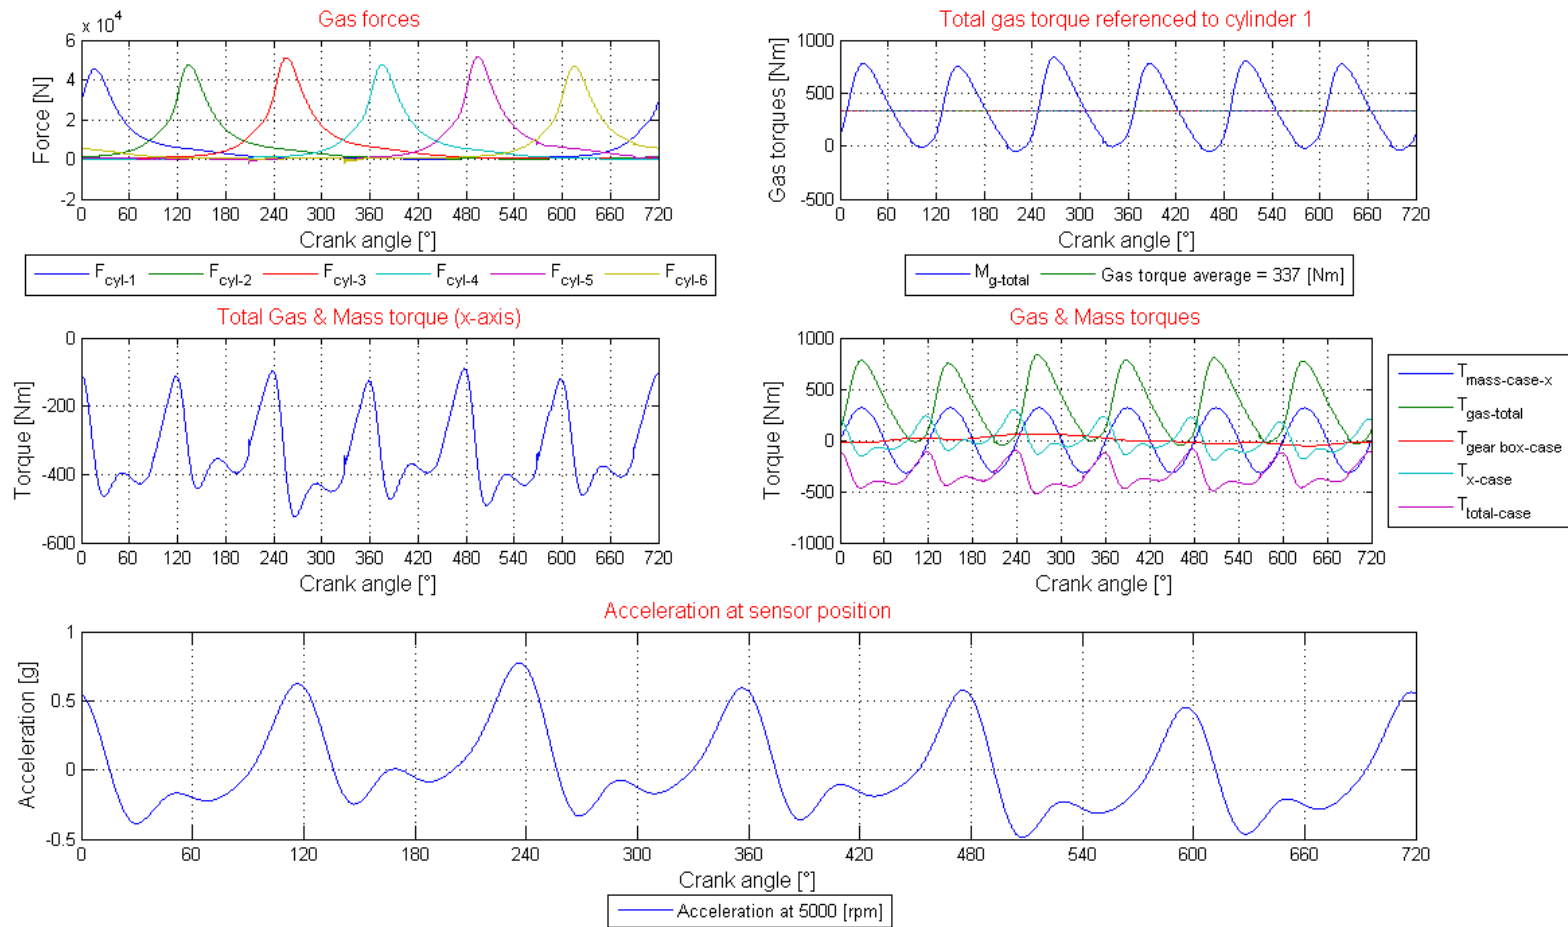 Gas forces
x 10^4
6
4
2
0
-2
Force [N]
0 60 120 180 240 300 360 420 480 540 600 660 720
Crank angle [°]
F_cyl-1 F_cyl-2 F_cyl-3 F_cyl-4 F_cyl-5 F_cyl-6
Total gas torque referenced to cylinder 1
1000
500
0
-500
Gas torques [Nm]
0 60 120 180 240 300 360 420 480 540 600 660 720
Crank angle [°]
M_g-total Gas torque average = 337 [Nm]
Total Gas & Mass torque (x-axis)
0
-200
-400
-600
Torque [Nm]
0 60 120 180 240 300 360 420 480 540 600 660 720
Crank angle [°]
Gas & Mass torques
1000
500
0
-500
-1000
Torque [Nm]
0 60 120 180 240 300 360 420 480 540 600 660 720
Crank angle [°]
T_mass-case-x
T_gas-total
T_gear box-case
T_x-case
T_total-case
Acceleration at sensor position
1
0.5
0
-0.5
Acceleration [g]
0 60 120 180 240 300 360 420 480 540 600 660 720
Crank angle [°]
Acceleration at 5000 [rpm]